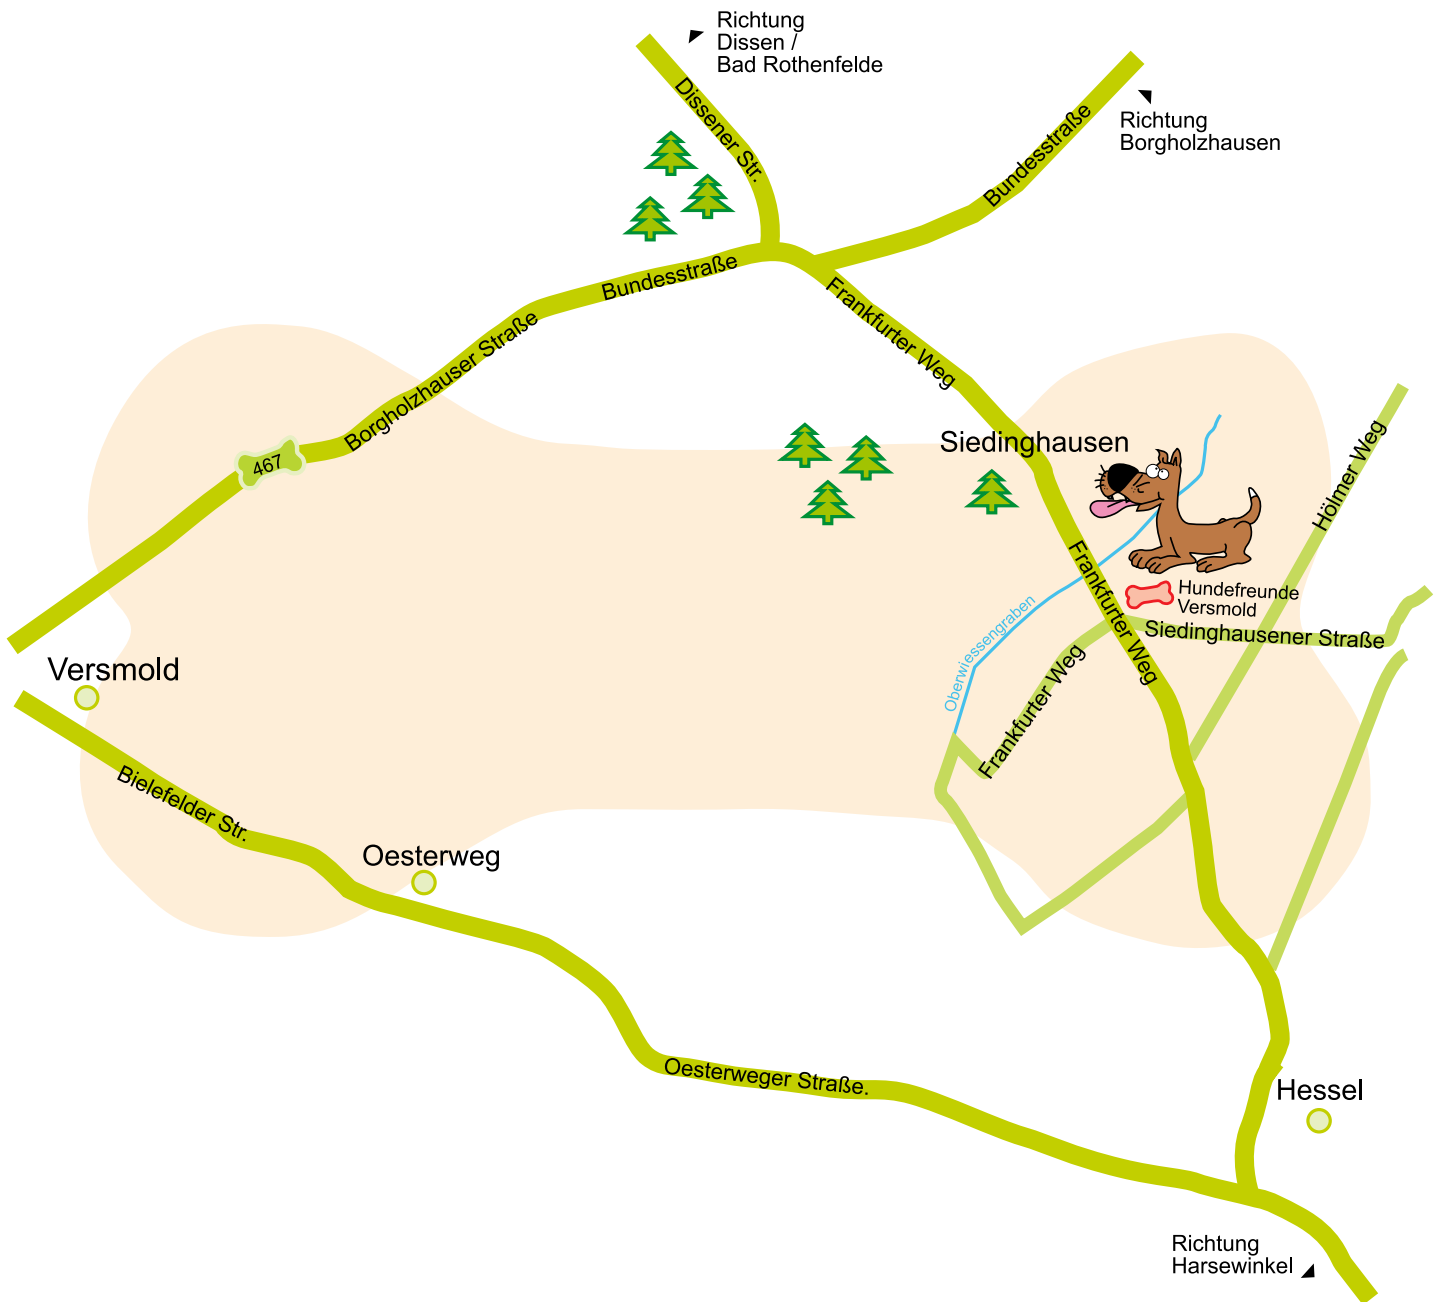 Richtung
Dissen /
Bad Rothenfelde
Dissener Str.
Bundesstraße
Richtung
Borgholzhausen
Bundesstraße
Frankfurter Weg
Borgholzhauser Straße
467
Siedinghausen
Hölmer Weg
Frankfurter Weg
Hundefreunde
Versmold
Siedinghausener Straße
Oberwiessengraben
Frankfurter Weg
Versmold
Bielefelder Str.
Oesterweg
Oesterweger Straße.
Hessel
Richtung
Harsewinkel